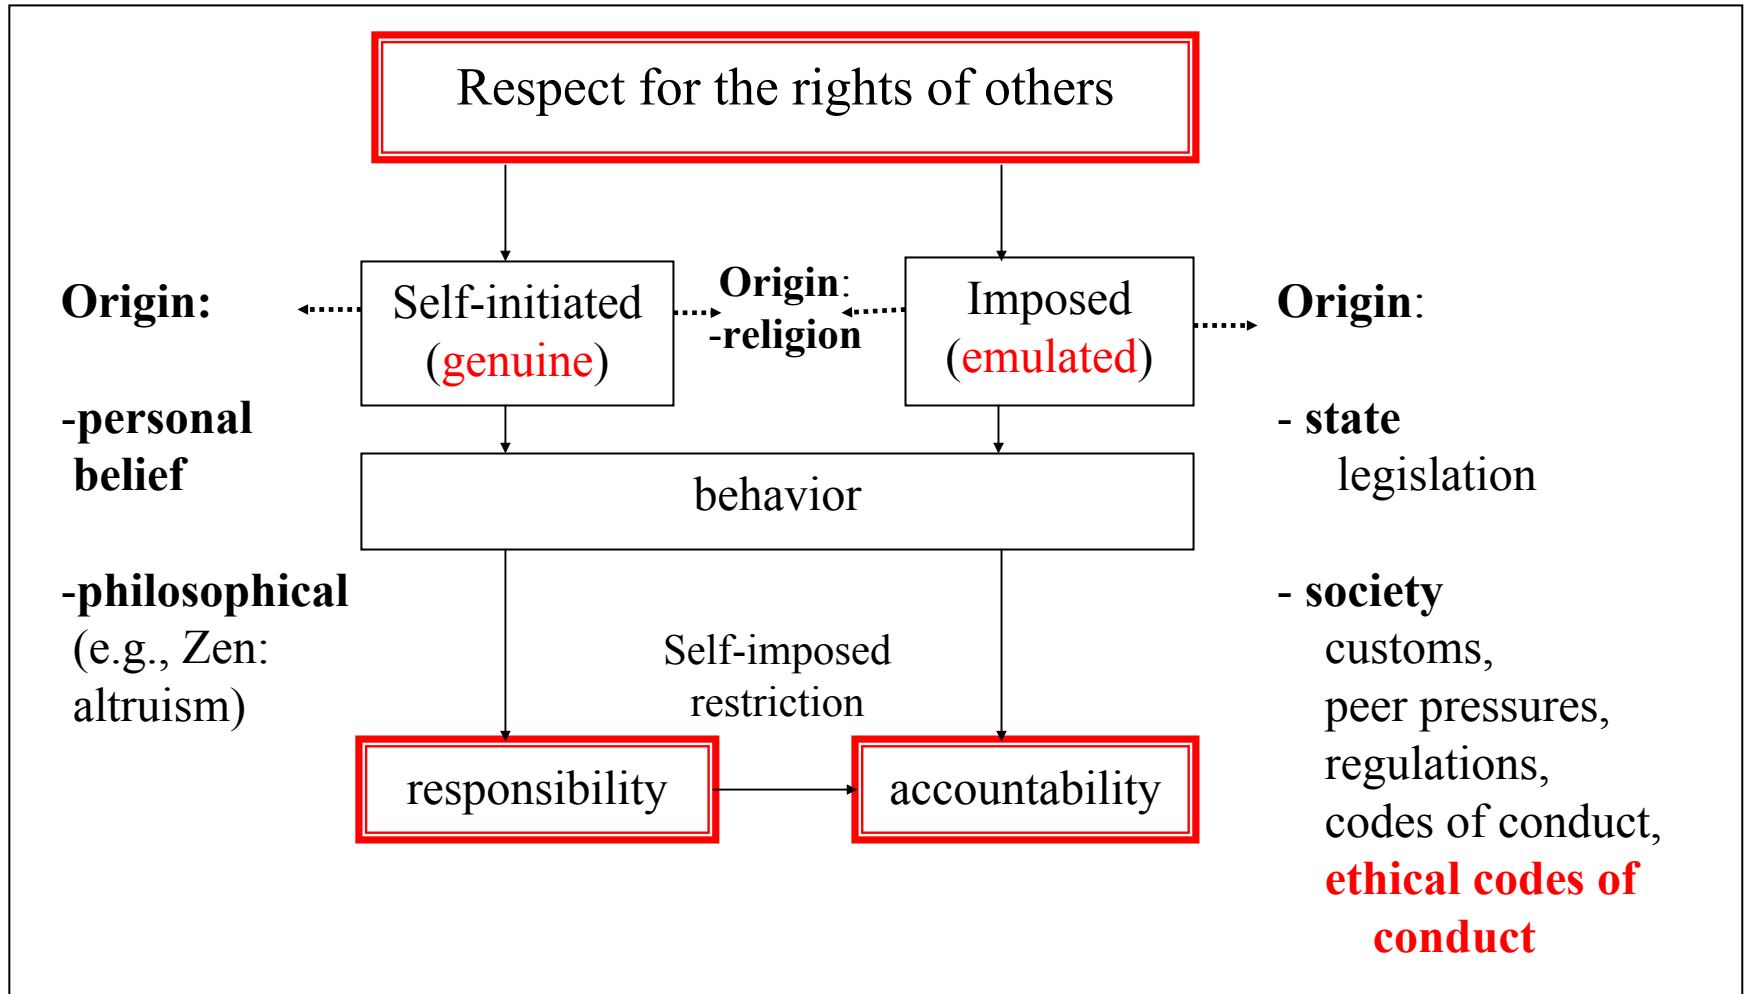 Respect for the rights of others
Origin:
-personal
belief
-philosophical
(e.g., Zen:
altruism)
Self-initiated
(genuine)
Origin:
-religion
Imposed
(emulated)
behavior
Self-imposed
restriction
responsibility
accountability
Origin:
- state
legislation
- society
customs,
peer pressures,
regulations,
codes of conduct,
ethical codes of
conduct